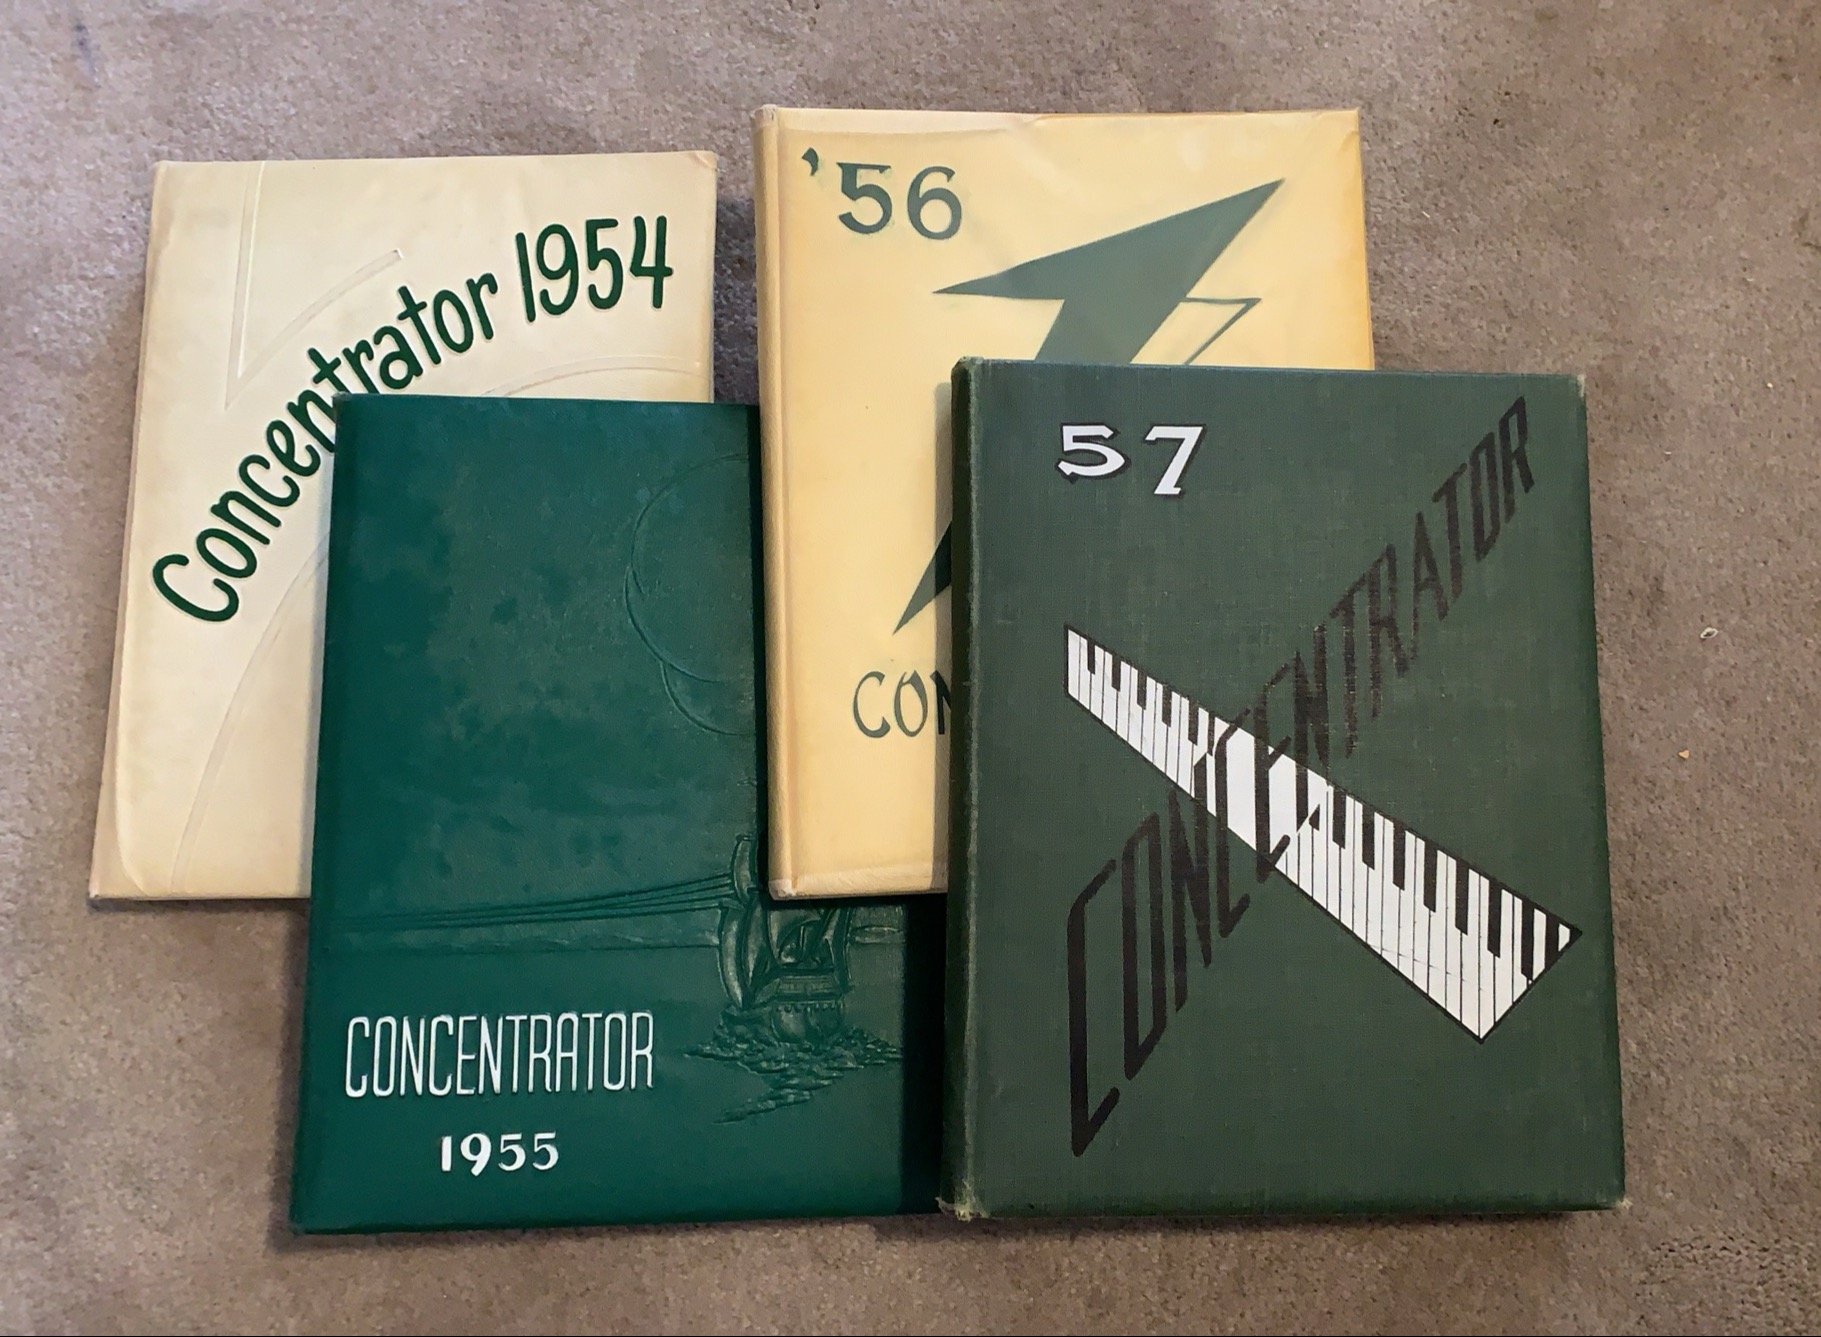 Concentrator 1954
'56
CON
57
CONCENTRATOR
CONCENTRATOR
1955